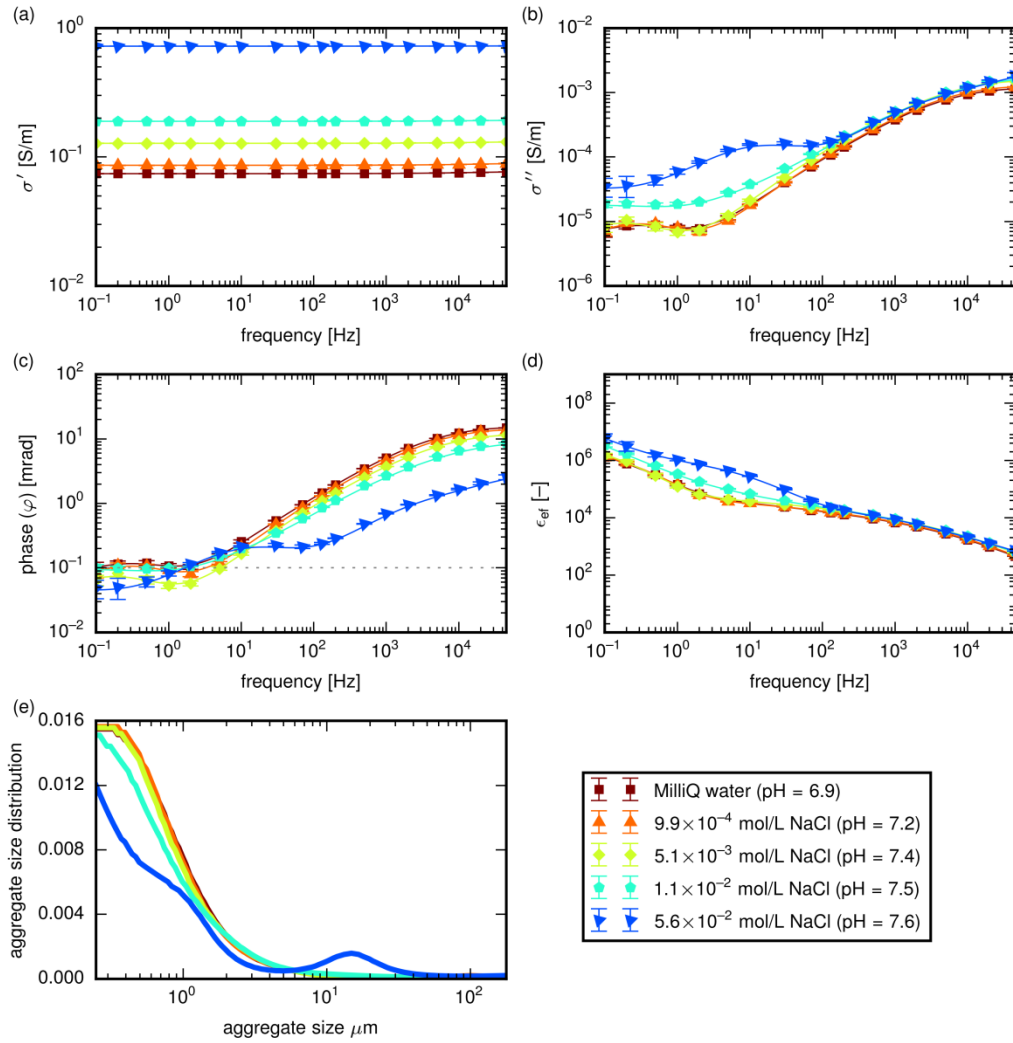 (a)
10⁰
10⁻¹
10⁻²
σ′ [S/m]
10⁻¹ 10⁰ 10¹ 10² 10³ 10⁴
frequency [Hz]
(b)
10⁻²
10⁻³
10⁻⁴
10⁻⁵
10⁻⁶
σ′′ [S/m]
10⁻¹ 10⁰ 10¹ 10² 10³ 10⁴
frequency [Hz]
(c)
10²
10¹
10⁰
10⁻¹
10⁻²
phase (φ) [mrad]
10⁻¹ 10⁰ 10¹ 10² 10³ 10⁴
frequency [Hz]
(d)
10⁸
10⁶
10⁴
10²
10⁰
ϵef [–]
10⁻¹ 10⁰ 10¹ 10² 10³ 10⁴
frequency [Hz]
(e)
0.016
0.012
0.008
0.004
0.000
aggregate size distribution
10⁰ 10¹ 10²
aggregate size μm
MilliQ water (pH = 6.9)
9.9×10⁻⁴ mol/L NaCl (pH = 7.2)
5.1×10⁻³ mol/L NaCl (pH = 7.4)
1.1×10⁻² mol/L NaCl (pH = 7.5)
5.6×10⁻² mol/L NaCl (pH = 7.6)